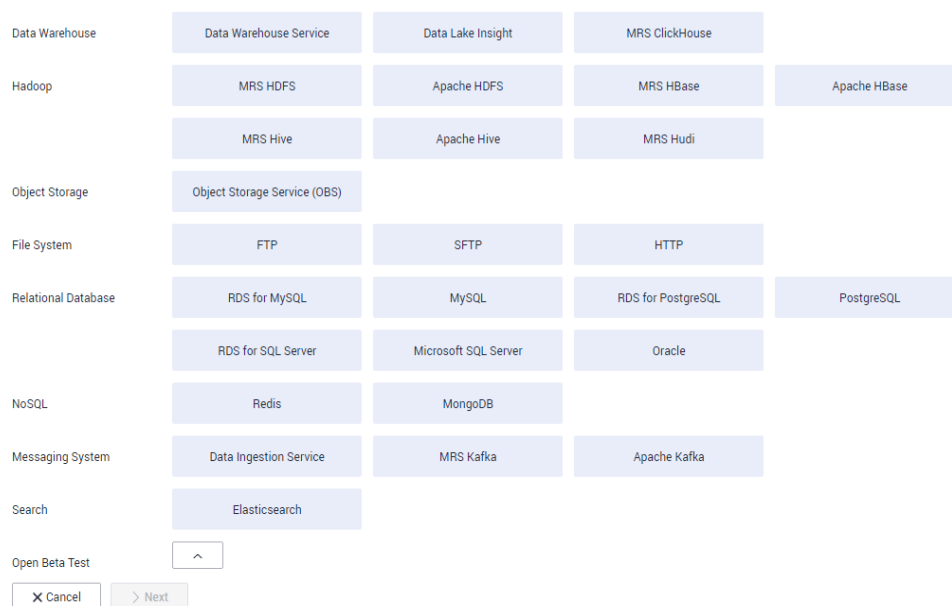 Data Warehouse Data Warehouse Service Data Lake Insight MRS ClickHouse
Hadoop MRS HDFS Apache HDFS MRS HBase Apache HBase
MRS Hive Apache Hive MRS Hudi
Object Storage Object Storage Service (OBS)
File System FTP SFTP HTTP
Relational Database RDS for MySQL MySQL RDS for PostgreSQL PostgreSQL
RDS for SQL Server Microsoft SQL Server Oracle
NoSQL Redis MongoDB
Messaging System Data Ingestion Service MRS Kafka Apache Kafka
Search Elasticsearch
Open Beta Test
Cancel Next